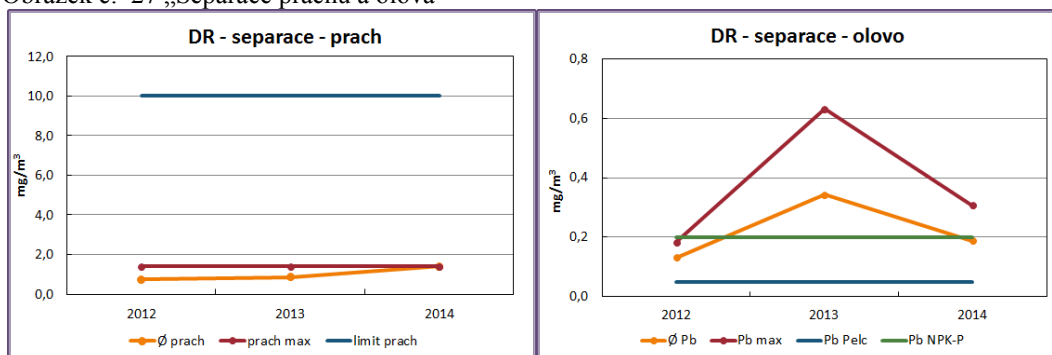 Obrázek č. 27 „Separace prachu a olova“
DR - separace - prach
12,0
10,0
8,0
6,0
4,0
2,0
0,0
mg/m³
2012 2013 2014
Ø prach prach max limit prach
DR - separace - olovo
0,8
0,6
0,4
0,2
0,0
mg/m³
2012 2013 2014
Ø Pb Pb max Pb Pelc Pb NPK-P